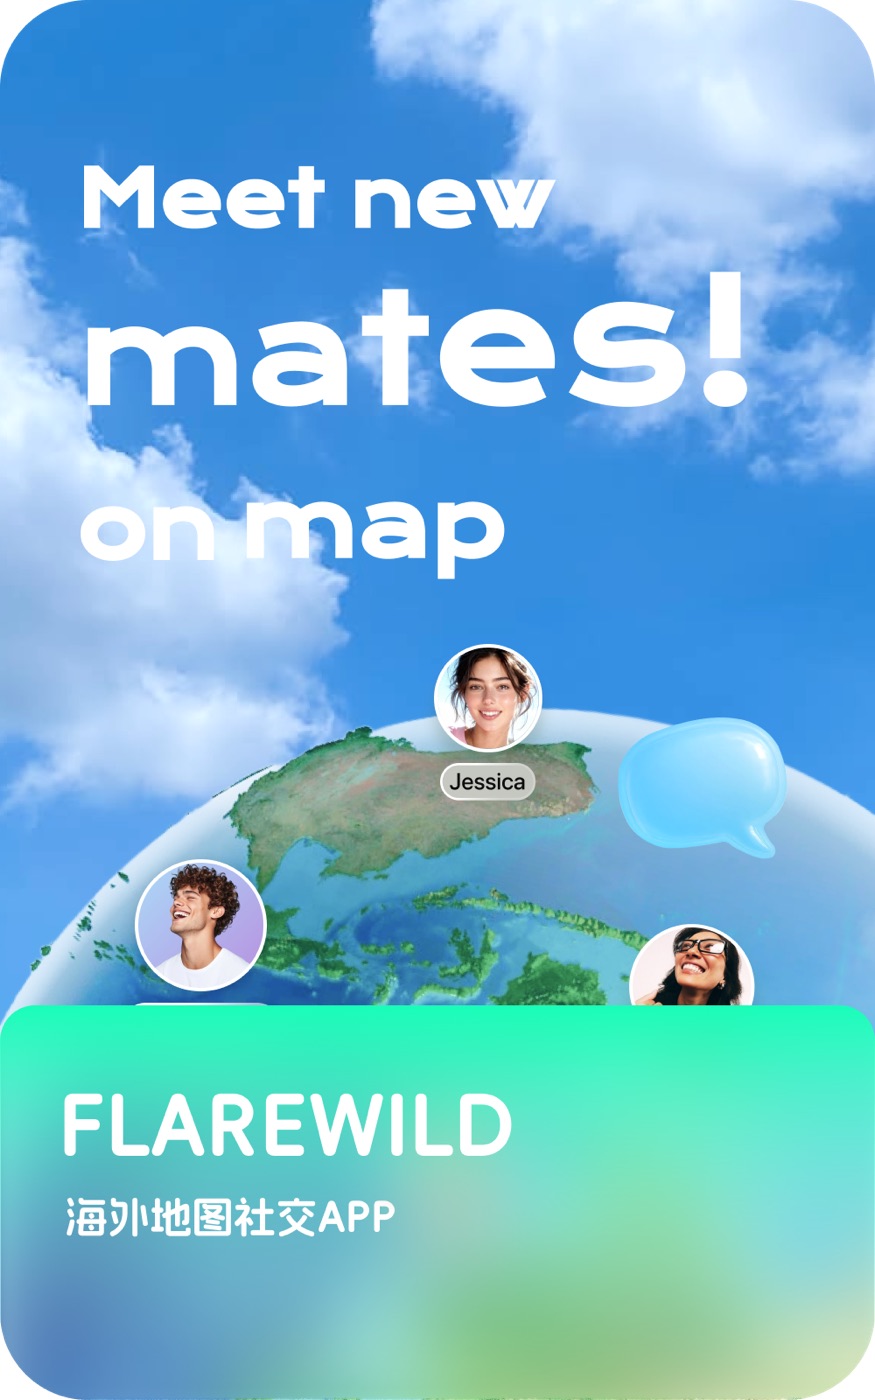 Meet new
mates!
on map
Jessica
FLAREWILD
海外地图社交APP